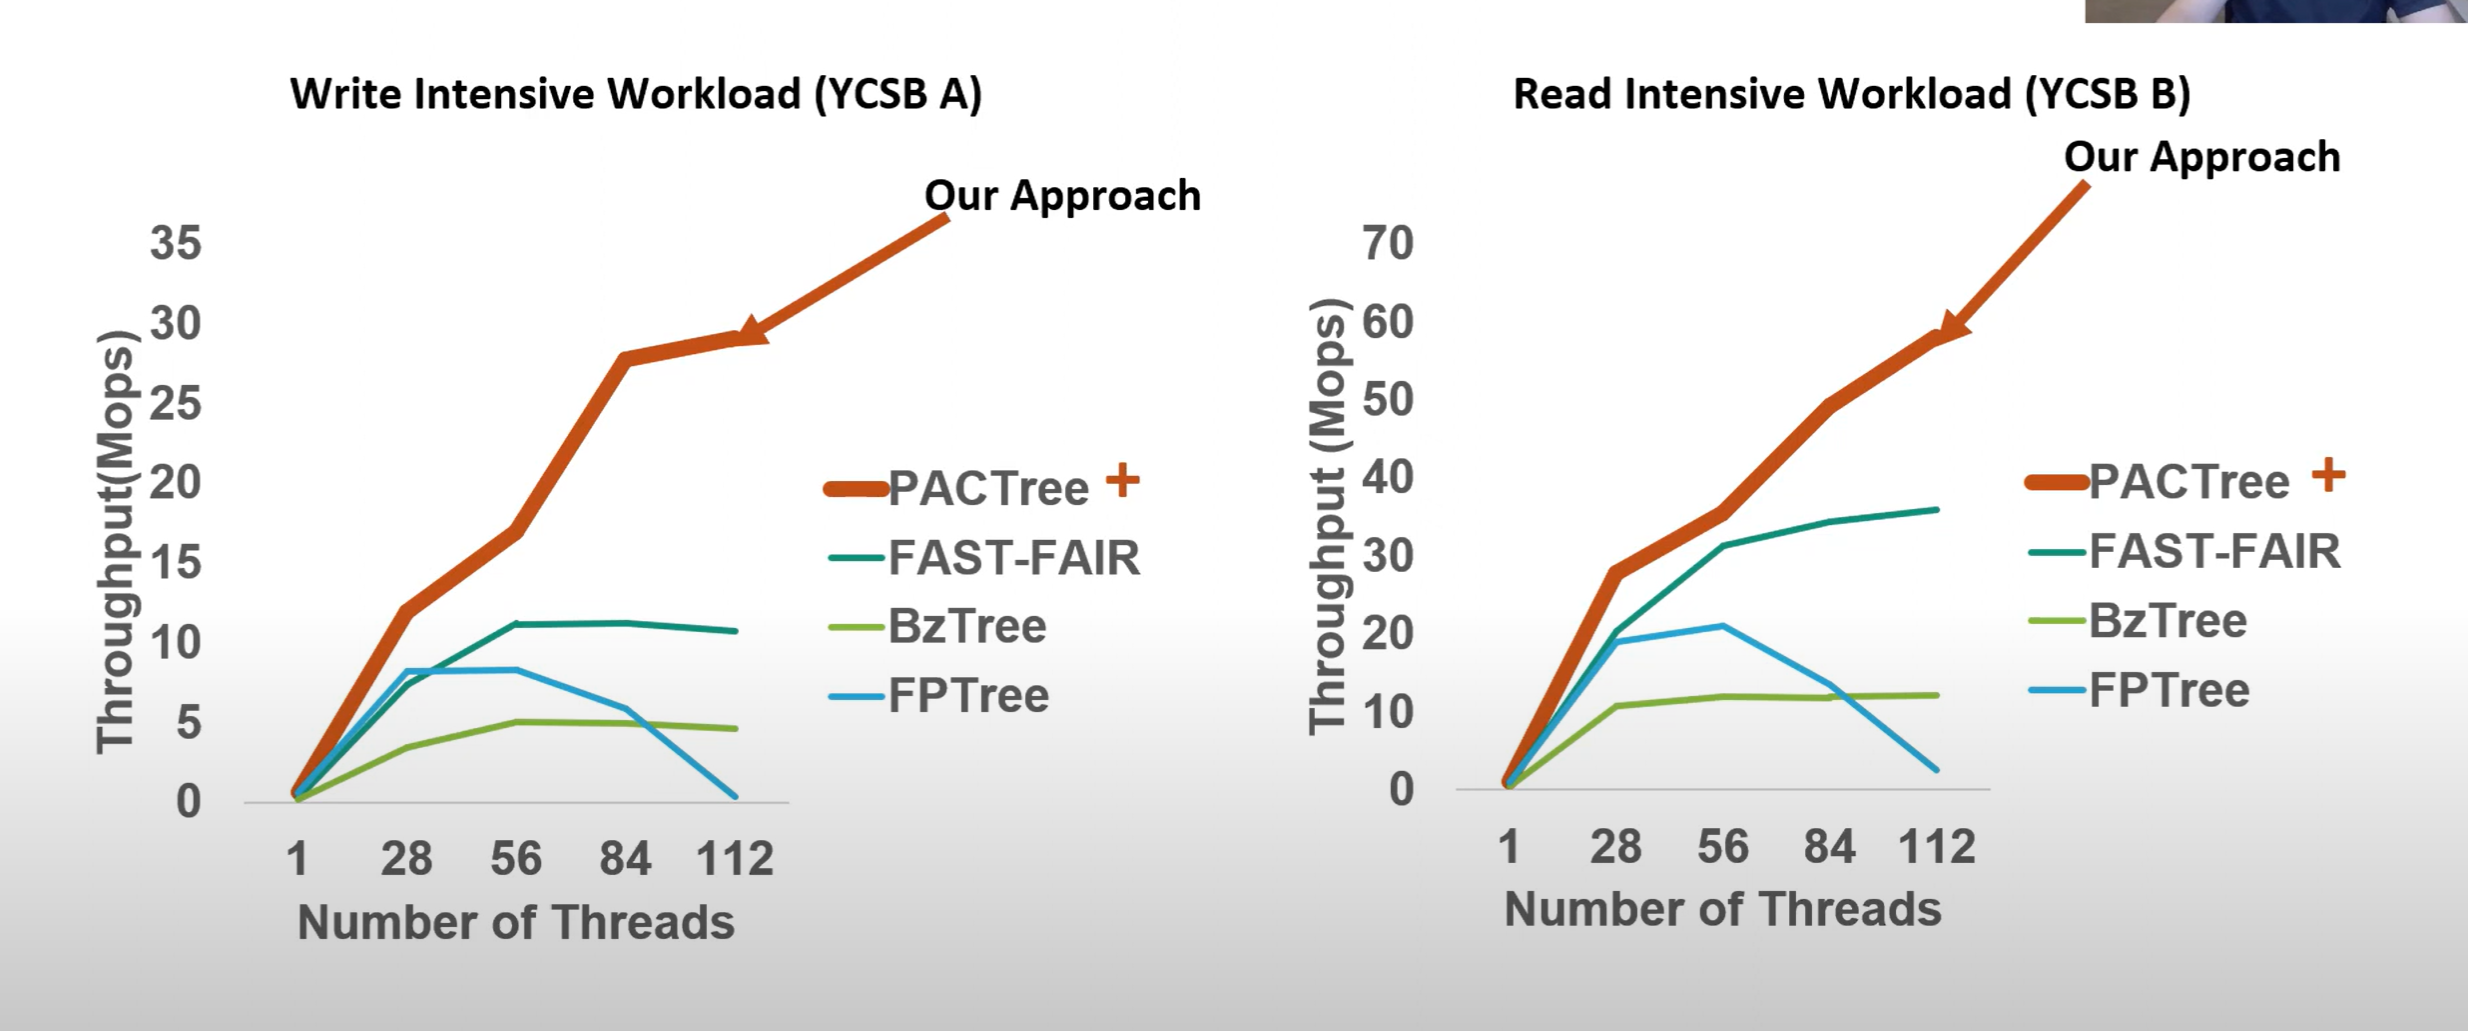 Write Intensive Workload (YCSB A)
Our Approach
35
30
25
20
15
10
5
0
Throughput(Mops)
1 28 56 84 112
Number of Threads
PACTree +
FAST-FAIR
BzTree
FPTree
Read Intensive Workload (YCSB B)
Our Approach
70
60
50
40
30
20
10
0
Throughput (Mops)
1 28 56 84 112
Number of Threads
PACTree +
FAST-FAIR
BzTree
FPTree